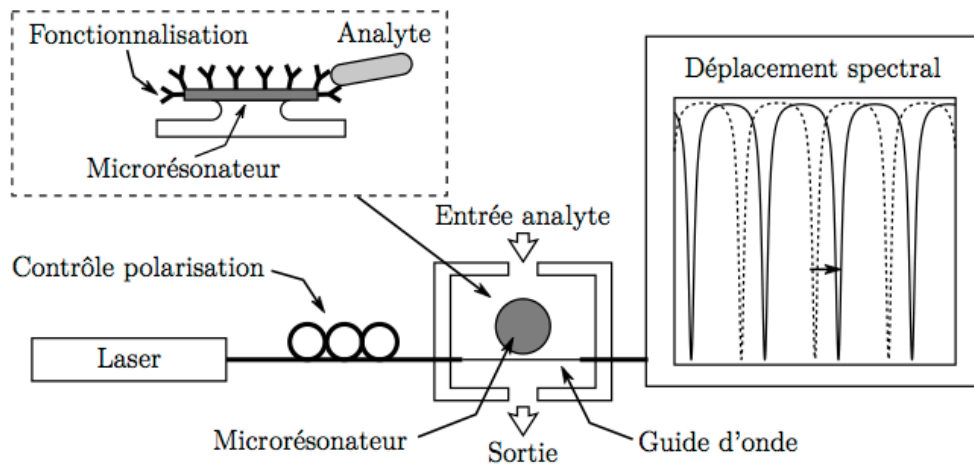 Fonctionnalisation
Analyte
Microrésonateur
Déplacement spectral
Entrée analyte
Contrôle polarisation
Laser
Microrésonateur
Sortie
Guide d'onde